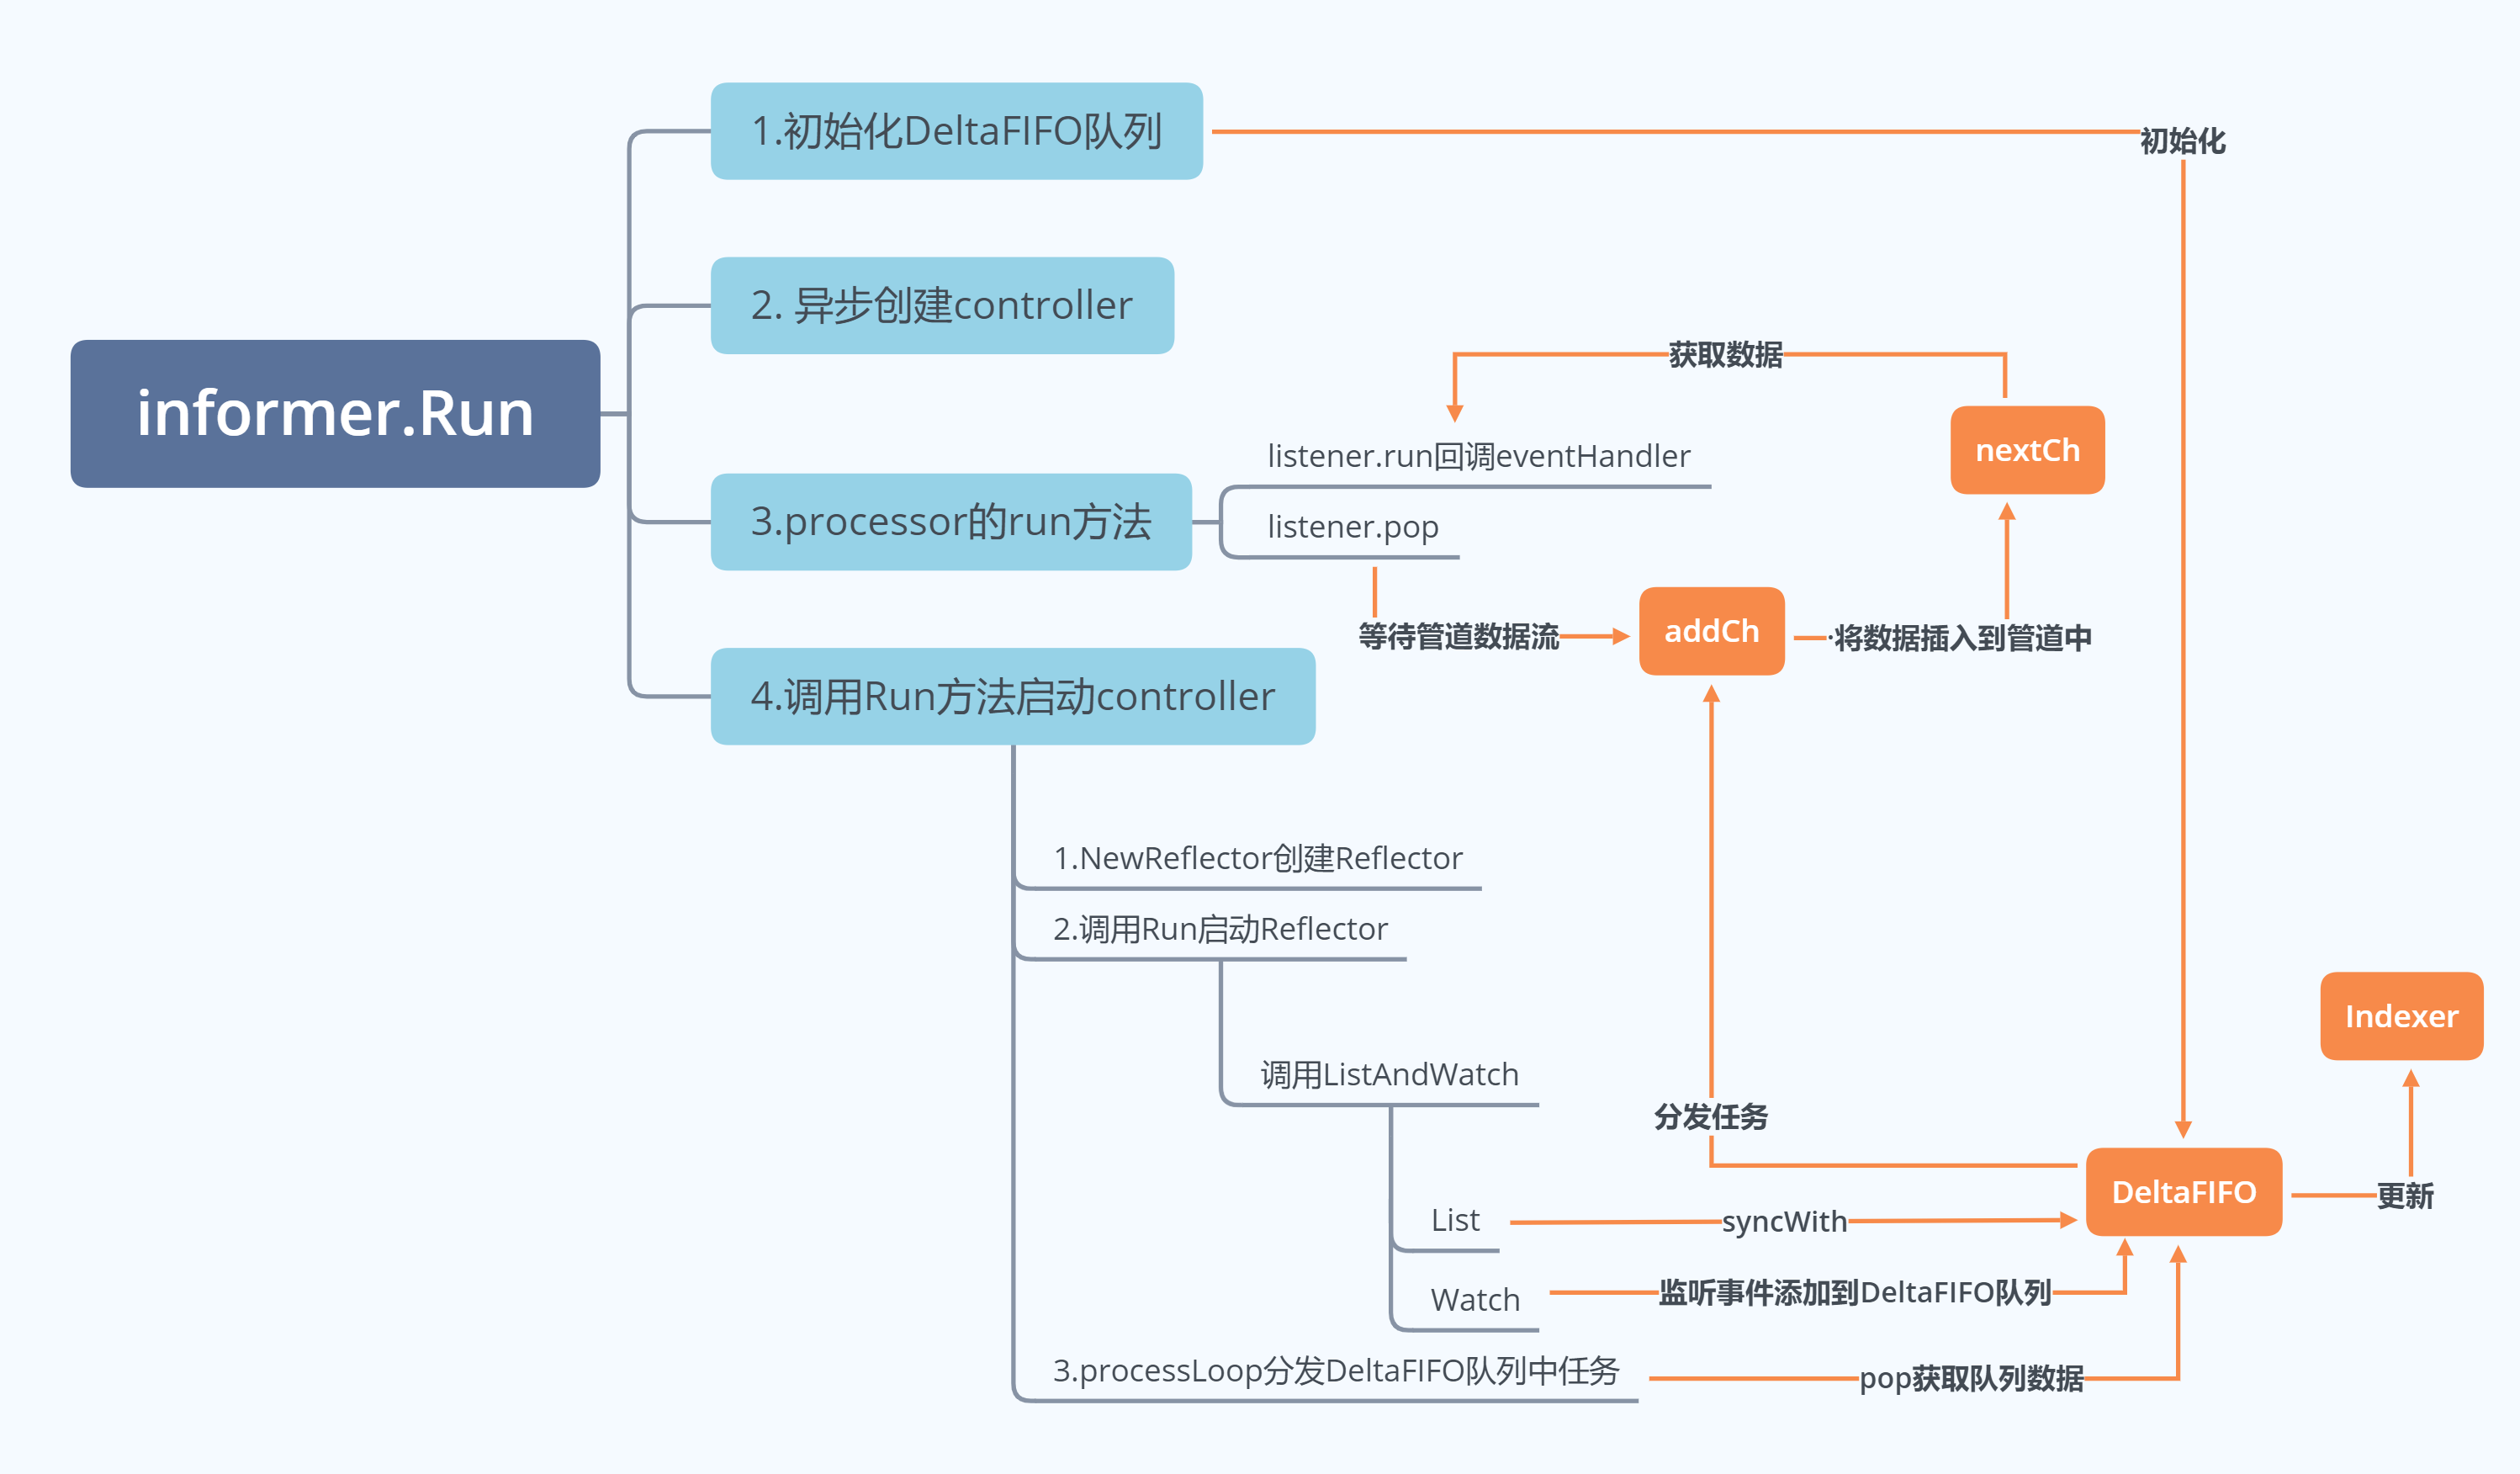 1.初始化DeltaFIFO队列
初始化
2. 异步创建controller
获取数据
informer.Run
nextCh
listener.run回调eventHandler
3.processor的run方法
listener.pop
addCh
等待管道数据流
·将数据插入到管道中
4.调用Run方法启动controller
1.NewReflector创建Reflector
2.调用Run启动Reflector
Indexer
调用ListAndWatch
分发任务
DeltaFIFO
更新
List
syncWith
监听事件添加到DeltaFIFO队列
Watch
3.processLoop分发DeltaFIFO队列中任务
pop获取队列数据